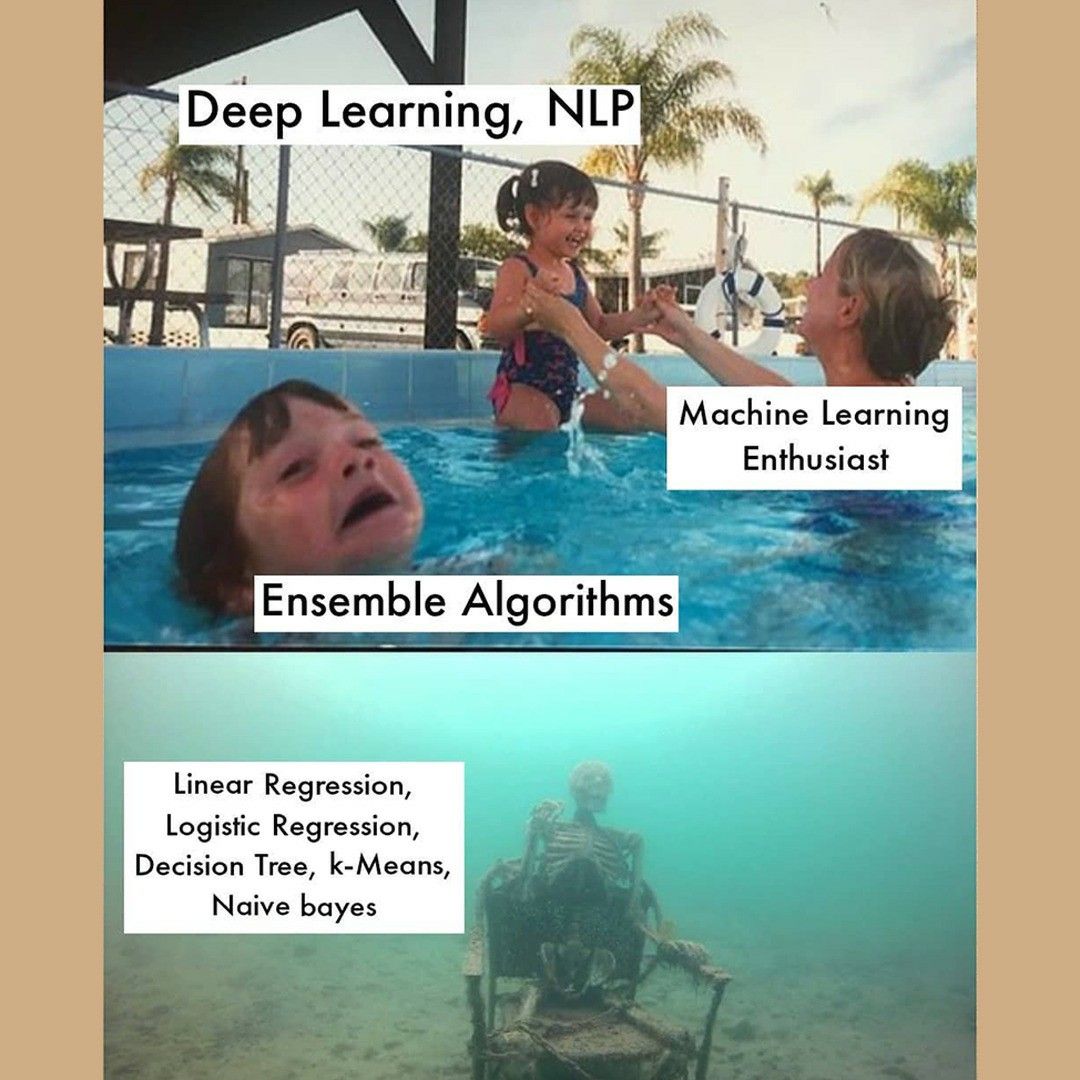 Deep Learning, NLP
Machine Learning
Enthusiast
Ensemble Algorithms
Linear Regression,
Logistic Regression,
Decision Tree, k-Means,
Naive bayes